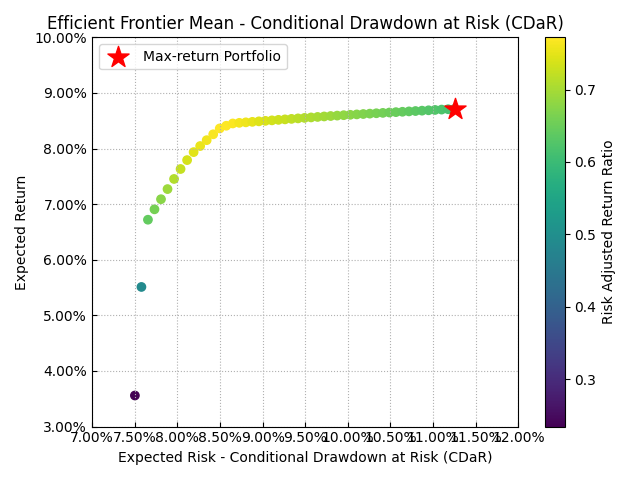 Efficient Frontier Mean - Conditional Drawdown at Risk (CDaR)
Max-return Portfolio
10.00%
9.00%
8.00%
7.00%
6.00%
5.00%
4.00%
3.00%
Expected Return
7.00% 7.50% 8.00% 8.50% 9.00% 9.50% 10.00% 10.50% 11.00% 11.50% 12.00%
Expected Risk - Conditional Drawdown at Risk (CDaR)
0.7
0.6
0.5
0.4
0.3
Risk Adjusted Return Ratio